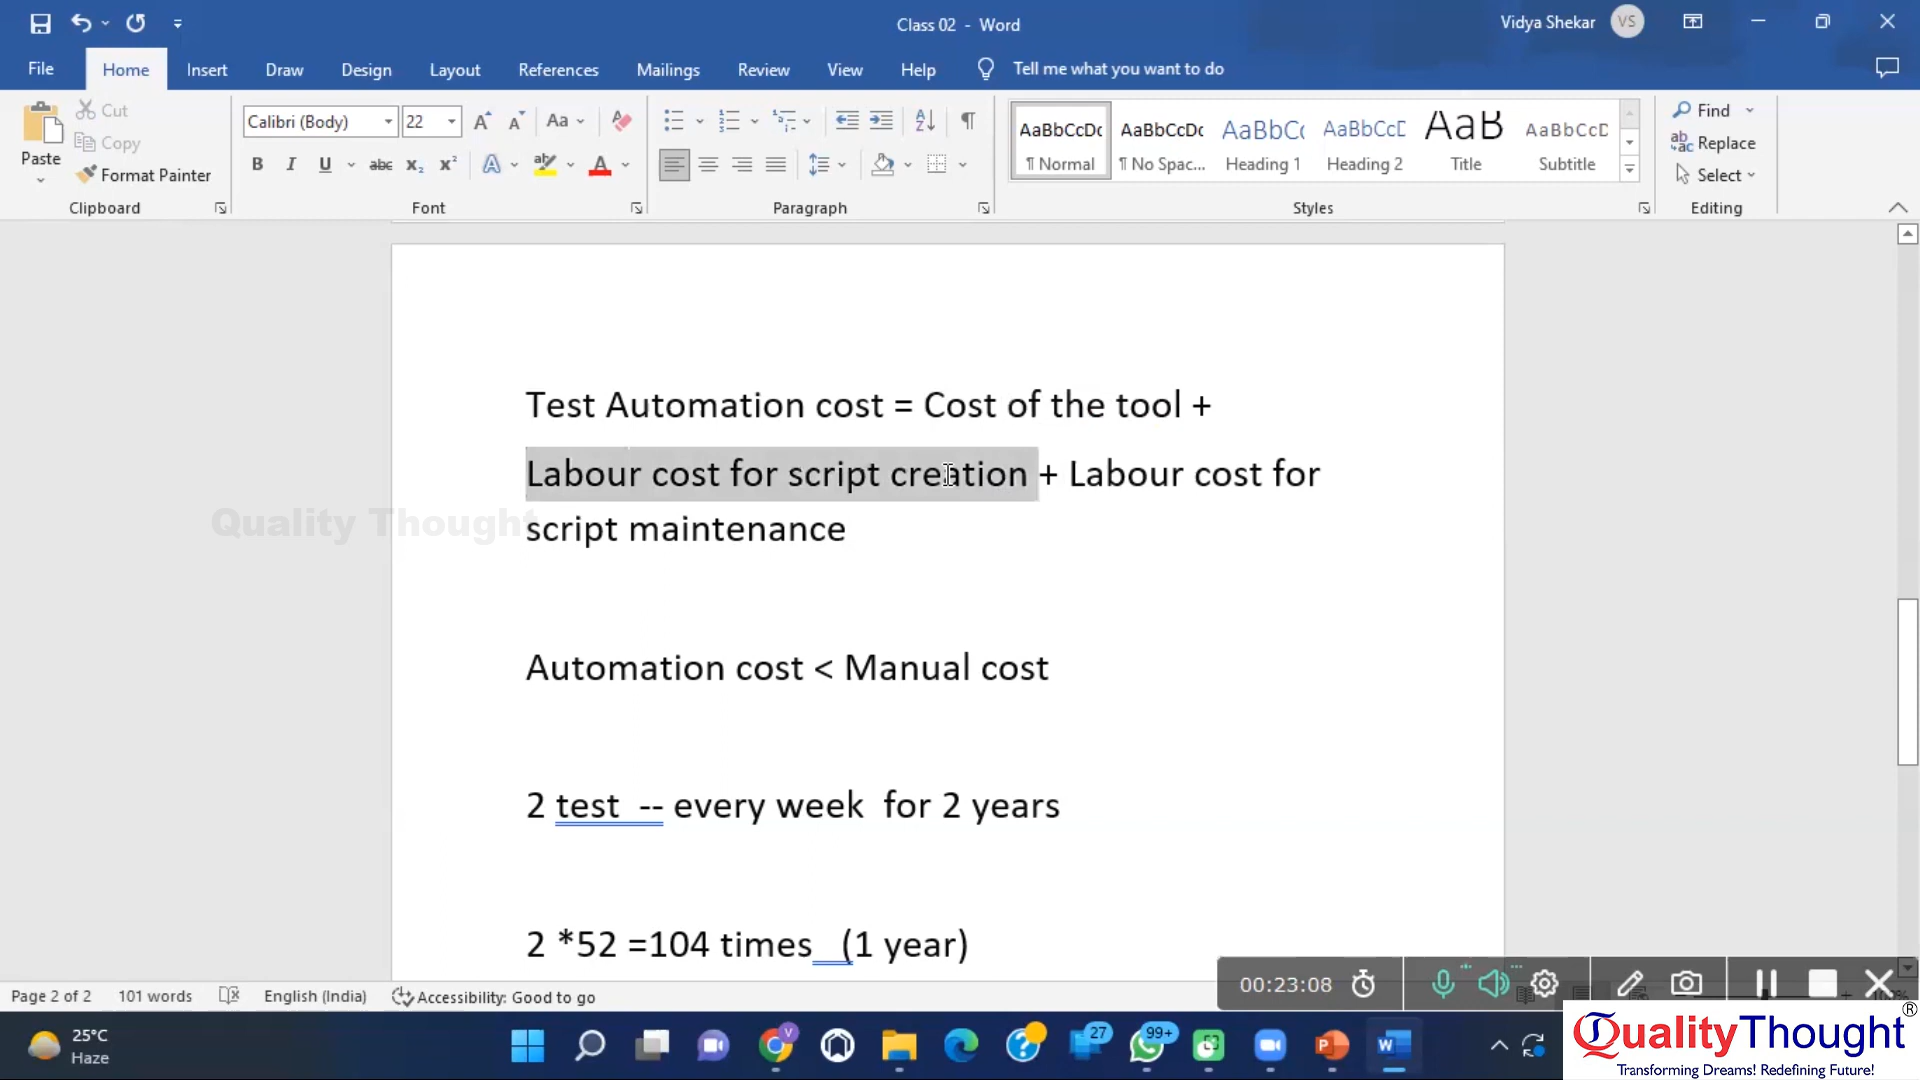 Class 02 - Word
Vidya Shekar
VS
File
Home
Insert
Draw
Design
Layout
References
Mailings
Review
View
Help
Tell me what you want to do
Paste
Cut
Copy
Format Painter
Clipboard
Calibri (Body)
22
Font
Paragraph
AaBbCcDc
¶ Normal
AaBbCcDc
¶ No Spac...
AaBbCc
Heading 1
AaBbCcD
Heading 2
AaB
Title
AaBbCcD
Subtitle
Styles
Find
Replace
Select
Editing
Test Automation cost = Cost of the tool +
Labour cost for script creation + Labour cost for
script maintenance
Quality Thought
Automation cost < Manual cost
2 test -- every week for 2 years
2 *52 =104 times (1 year)
00:23:08
Page 2 of 2
101 words
English (India)
Accessibility: Good to go
25°C
Haze
27
99+
QualityThought®
Transforming Dreams! Redefining Future!